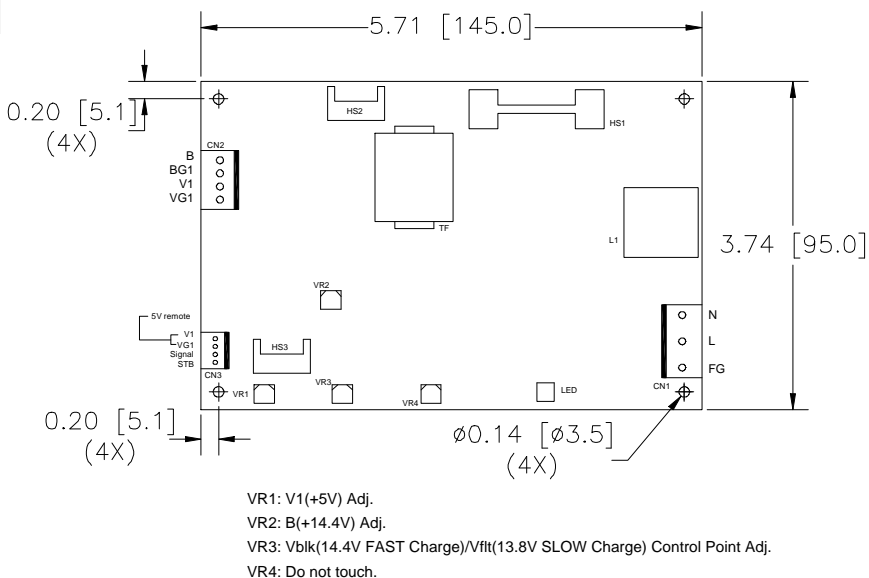 5.71 [145.0]
0.20 [5.1]
(4X)
HS2
HS1
CN2
B
BG1
V1
VG1
TF
L1
3.74 [95.0]
VR2
5V remote
V1
VG1
Signal
STB
CN3
HS3
N
L
FG
CN1
VR1
VR3
VR4
LED
0.20 [5.1]
(4X)
ø0.14 [ø3.5]
(4X)
VR1: V1(+5V) Adj.
VR2: B(+14.4V) Adj.
VR3: Vblk(14.4V FAST Charge)/Vflt(13.8V SLOW Charge) Control Point Adj.
VR4: Do not touch.